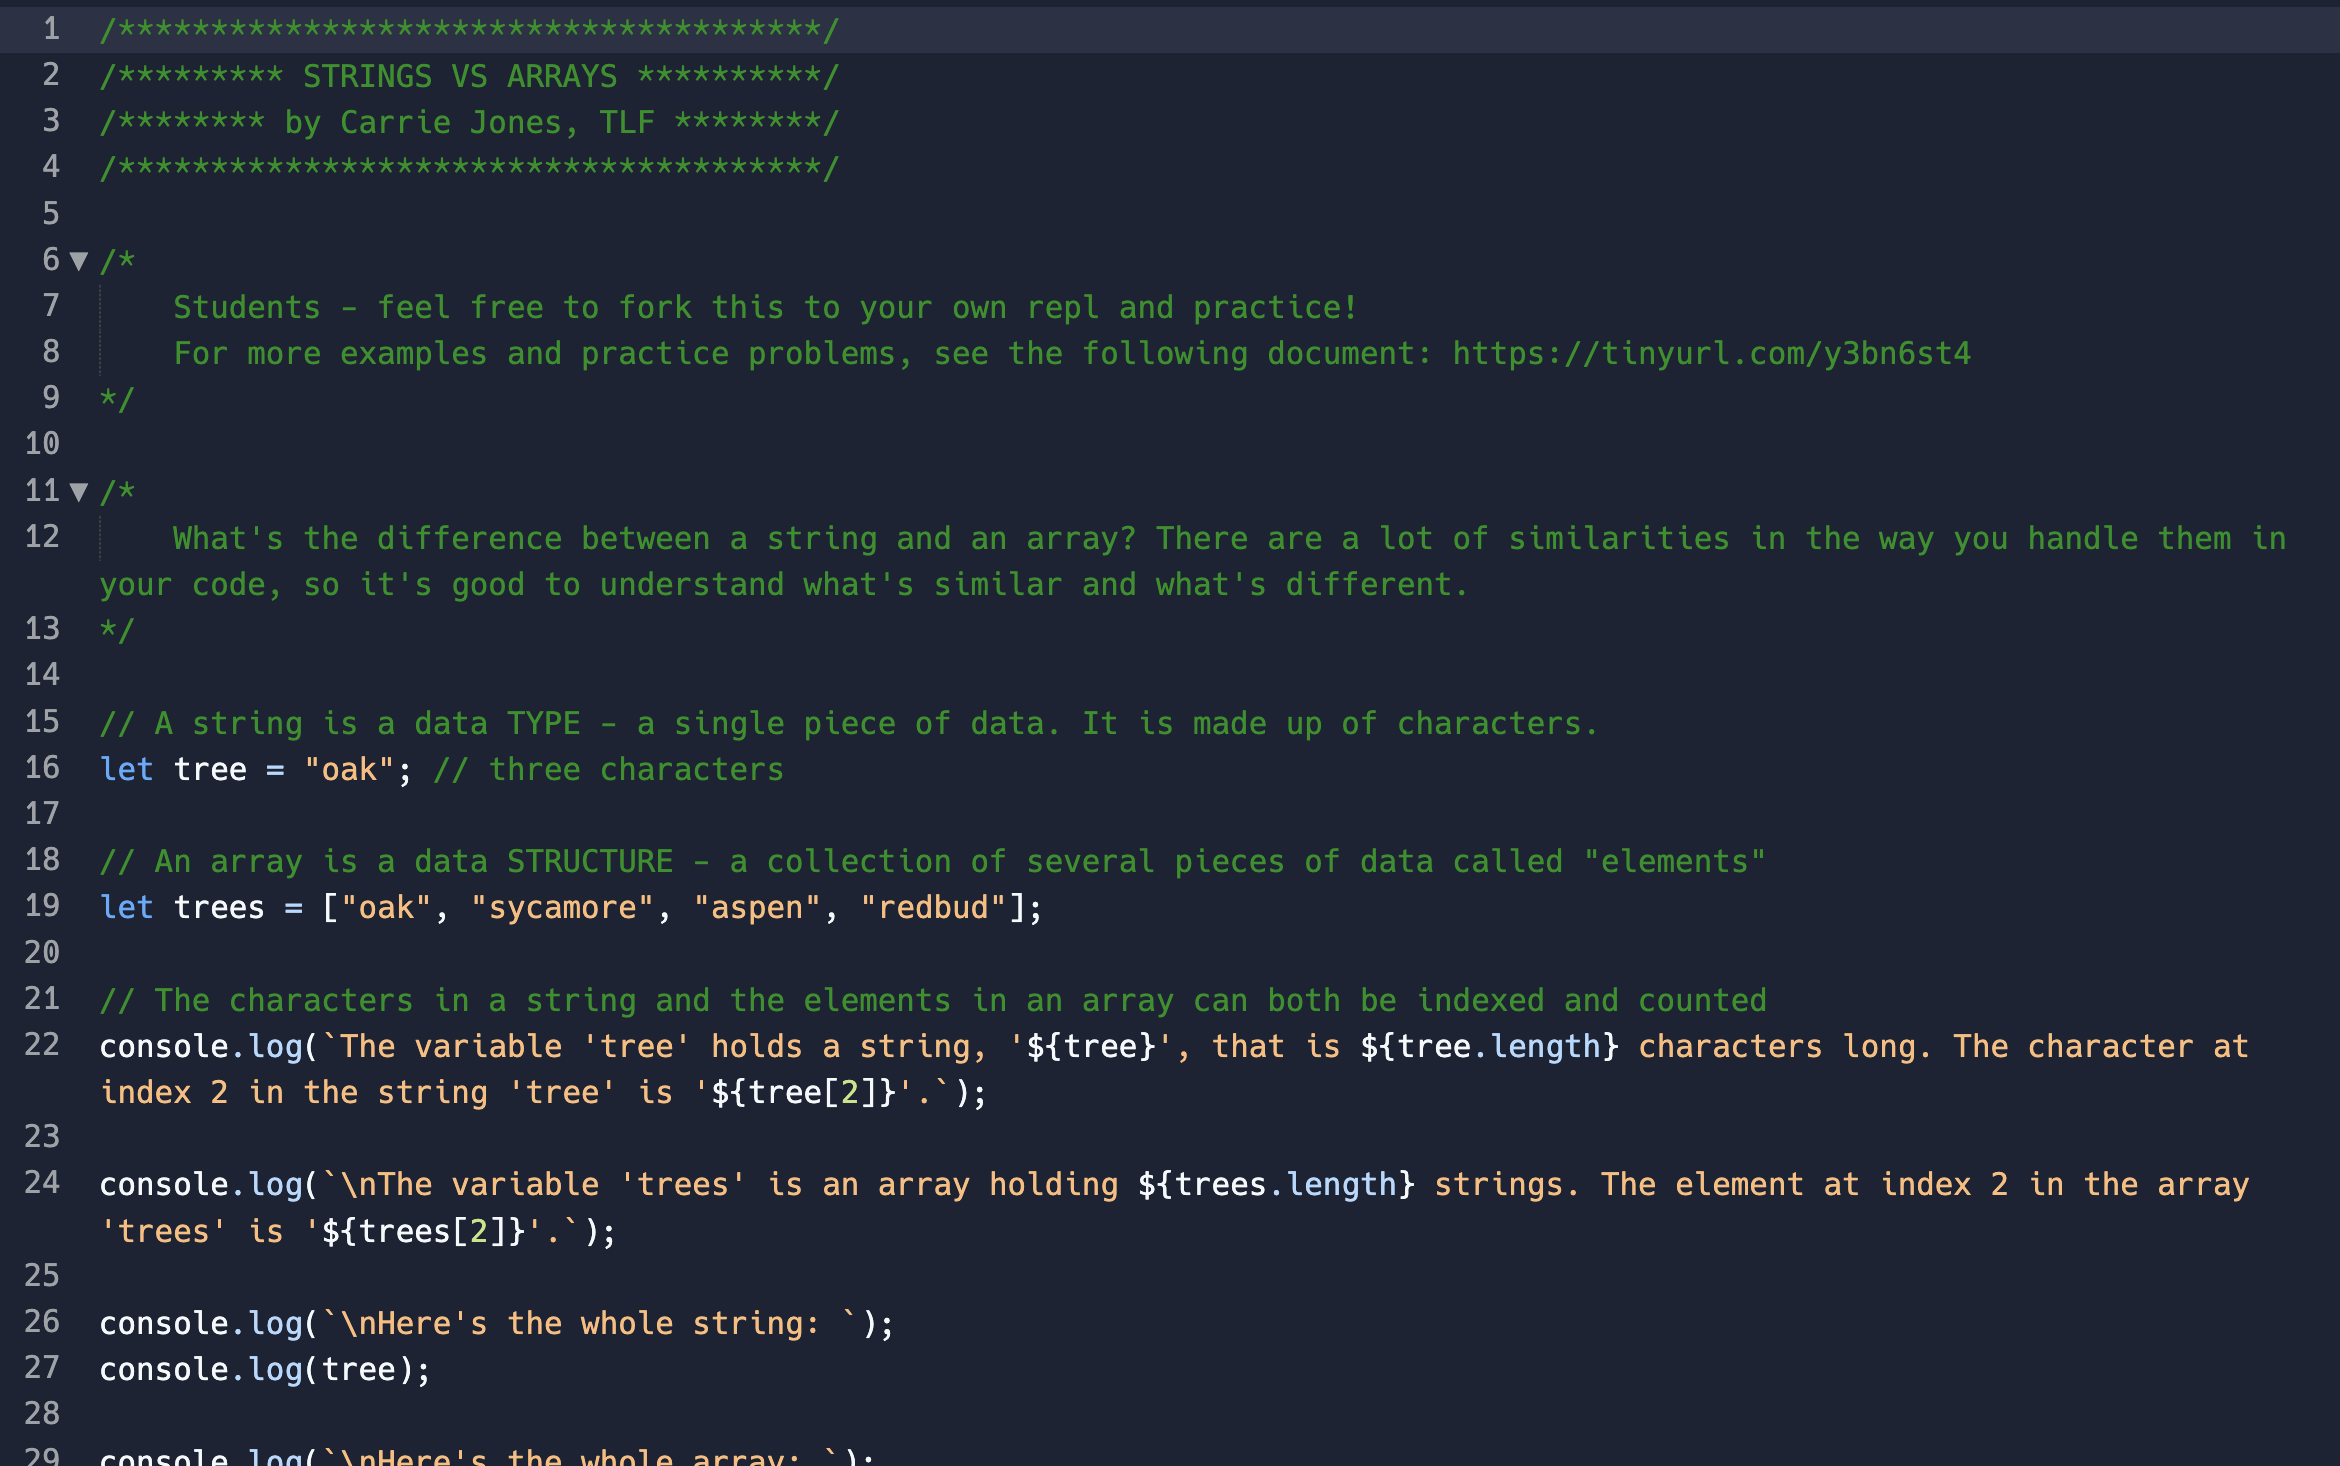 1 /**************************************/
2 /********* STRINGS VS ARRAYS **********/
3 /******** by Carrie Jones, TLF ********/
4 /**************************************/
5
6 ▼ /*
7     Students - feel free to fork this to your own repl and practice!
8     For more examples and practice problems, see the following document: https://tinyurl.com/y3bn6st4
9 */
10
11 ▼ /*
12     What's the difference between a string and an array? There are a lot of similarities in the way you handle them in
your code, so it's good to understand what's similar and what's different.
13 */
14
15 // A string is a data TYPE - a single piece of data. It is made up of characters.
16 let tree = "oak"; // three characters
17
18 // An array is a data STRUCTURE - a collection of several pieces of data called "elements"
19 let trees = ["oak", "sycamore", "aspen", "redbud"];
20
21 // The characters in a string and the elements in an array can both be indexed and counted
22 console.log(`The variable 'tree' holds a string, '${tree}', that is ${tree.length} characters long. The character at
index 2 in the string 'tree' is '${tree[2]}'.`);
23
24 console.log(`\nThe variable 'trees' is an array holding ${trees.length} strings. The element at index 2 in the array
'trees' is '${trees[2]}'.`);
25
26 console.log(`\nHere's the whole string: `);
27 console.log(tree);
28
29 console.log(`\nHere's the whole array: `);